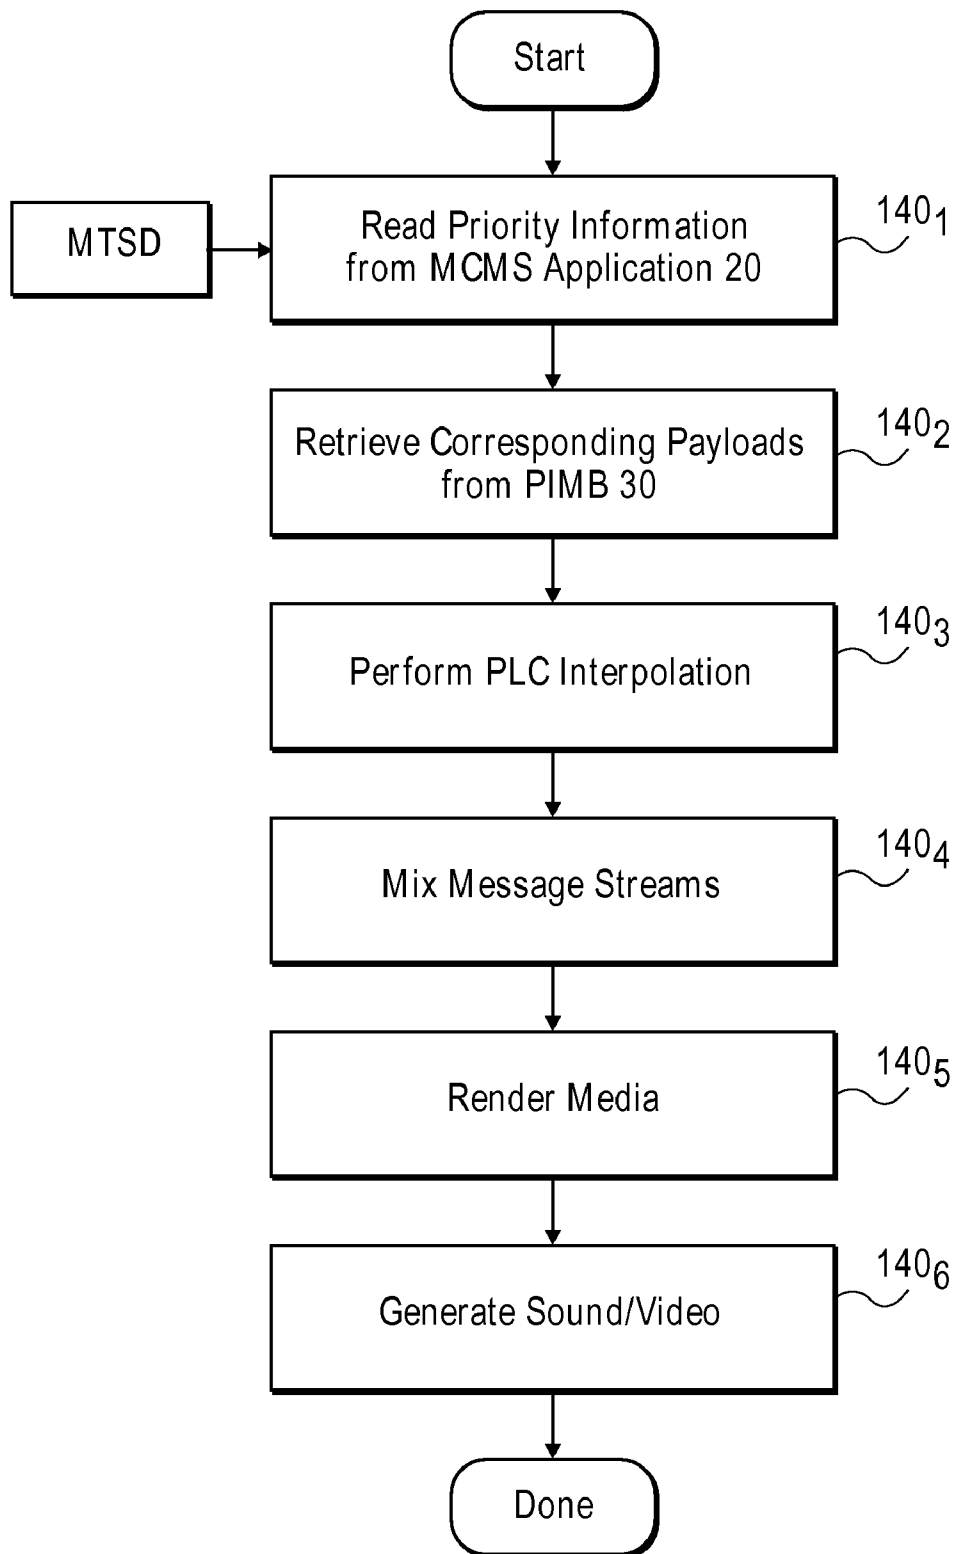 Start
MTSD
Read Priority Information
from MCMS Application 20
140₁
Retrieve Corresponding Payloads
from PIMB 30
140₂
Perform PLC Interpolation
140₃
Mix Message Streams
140₄
Render Media
140₅
Generate Sound/Video
140₆
Done